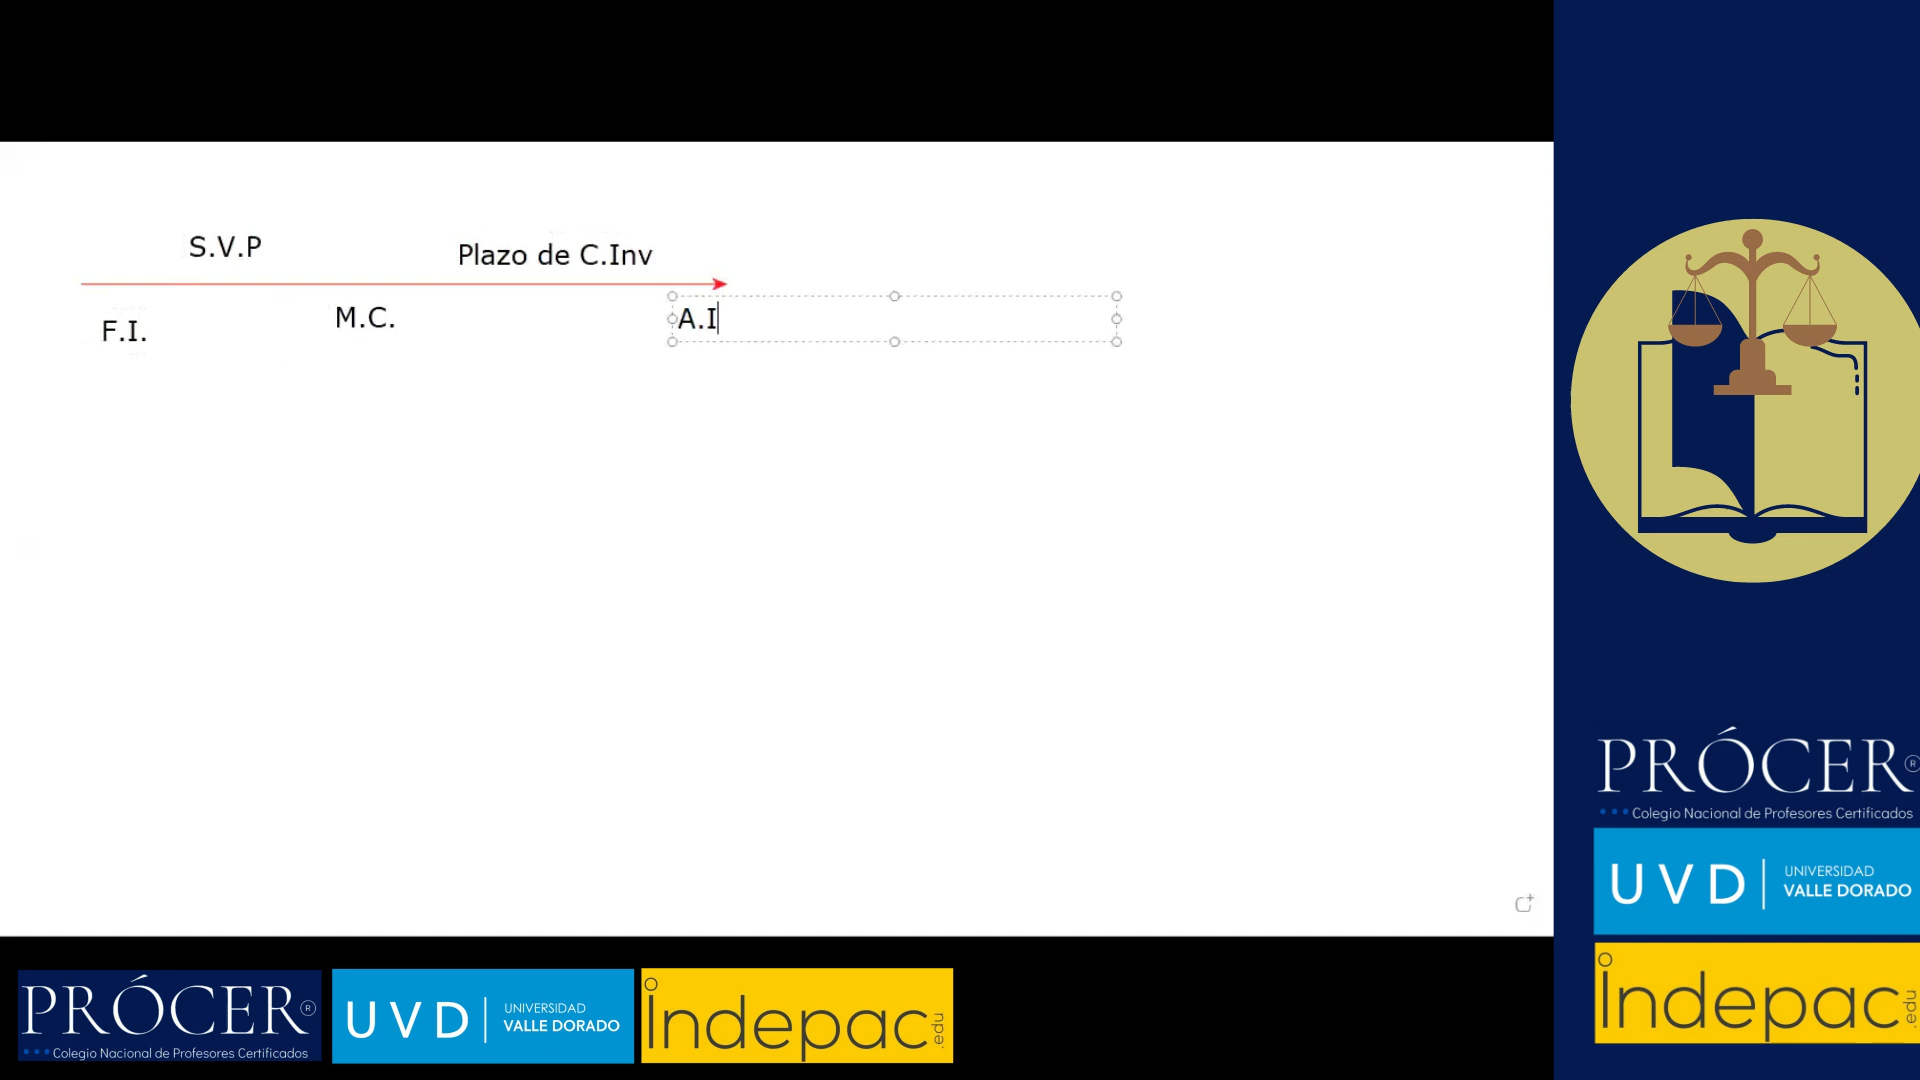 S.V.P
Plazo de C.Inv
F.I.
M.C.
A.I
PRÓCER®
Colegio Nacional de Profesores Certificados
UVD UNIVERSIDAD
VALLE DORADO
indepac.edu
PRÓCER®
Colegio Nacional de Profesores Certificados
UVD UNIVERSIDAD
VALLE DORADO
indepac.edu